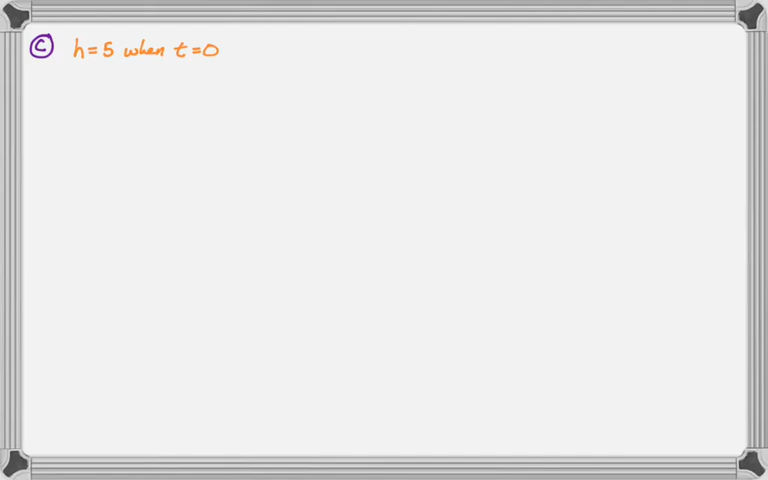 Ⓒ h = 5 when t = 0